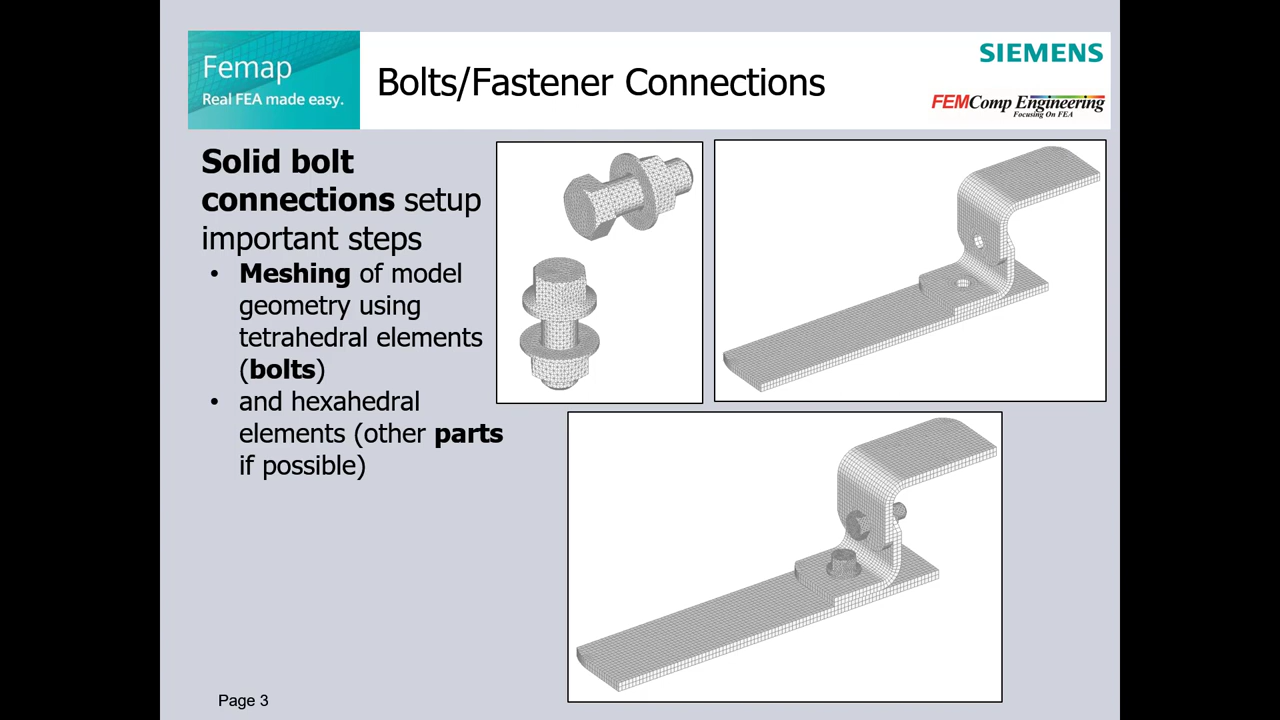 Femap
Real FEA made easy.
Bolts/Fastener Connections
SIEMENS
FEMComp Engineering
Focusing On FEA
Solid bolt
connections setup
important steps
• Meshing of model
geometry using
tetrahedral elements
(bolts)
• and hexahedral
elements (other parts
if possible)
Page 3